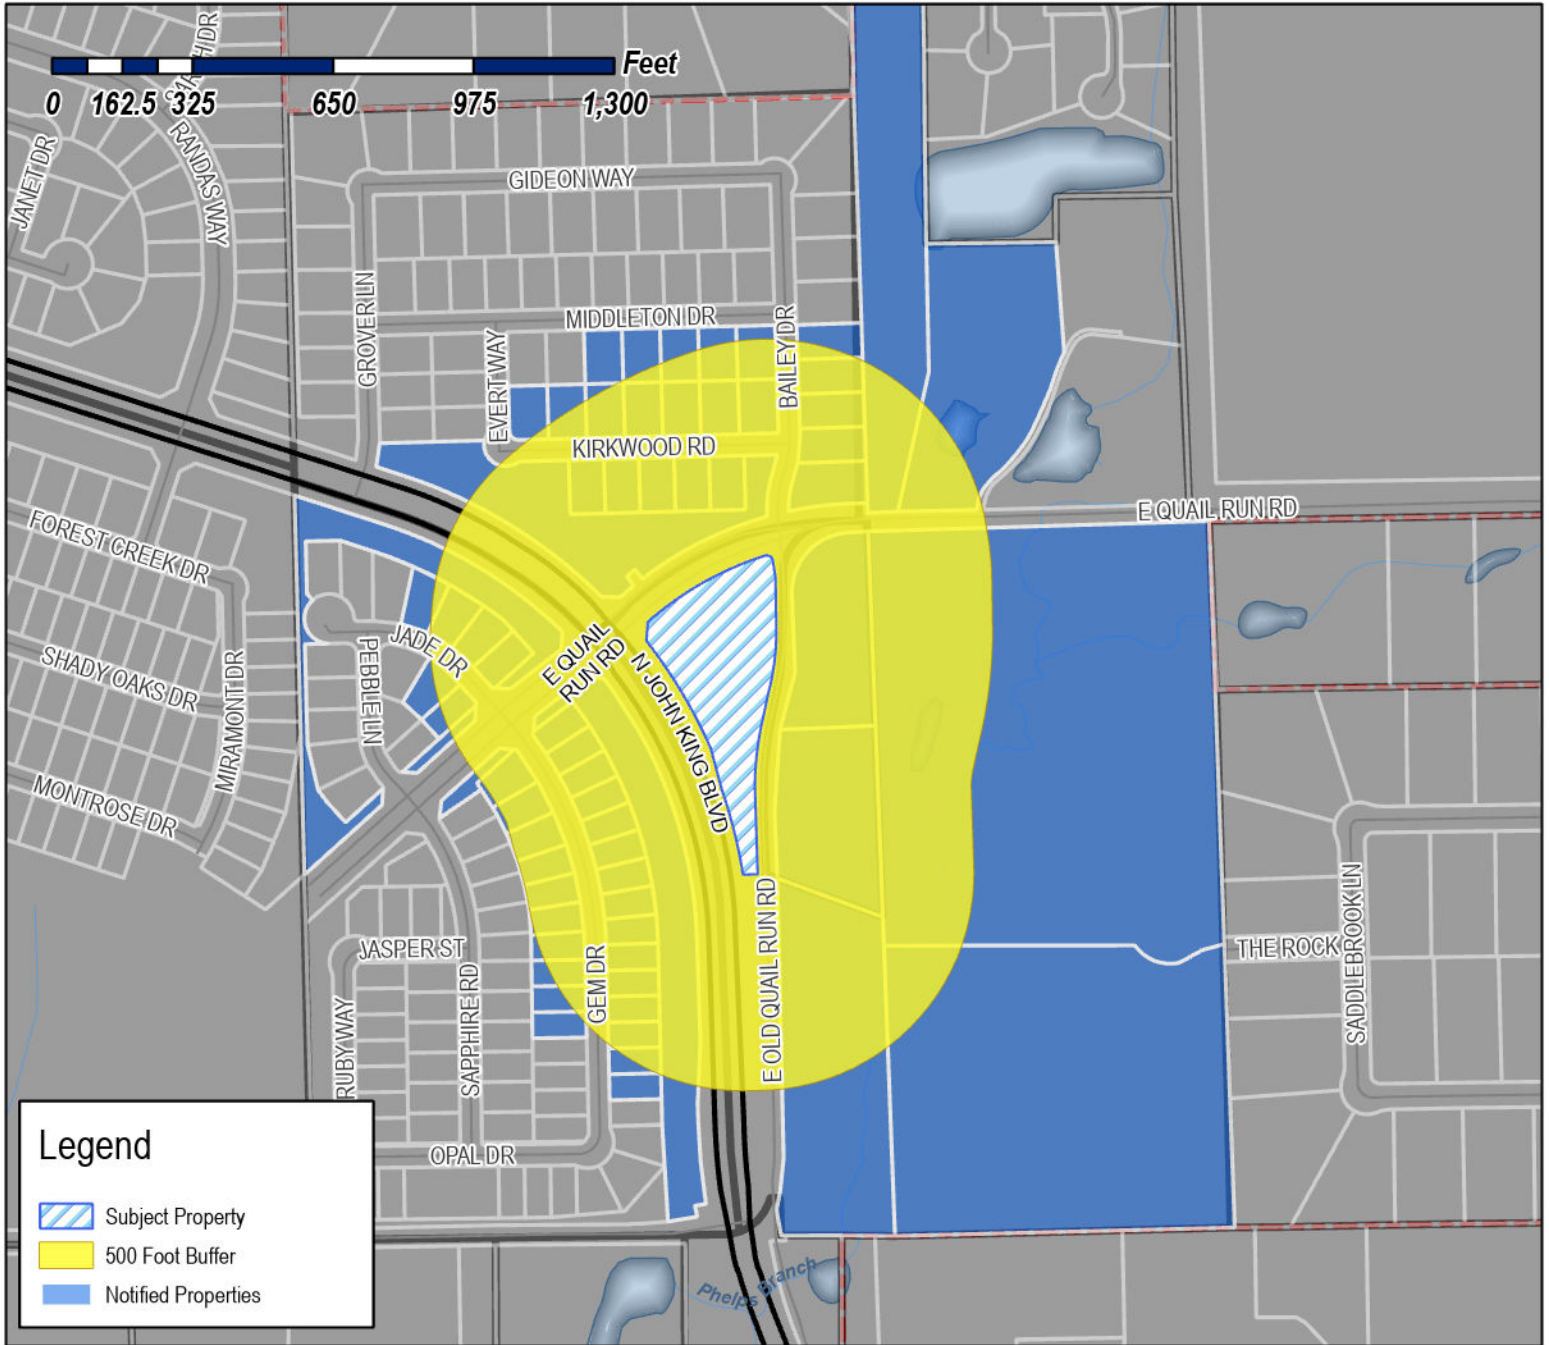 Feet
0 162.5 325 650 975 1,300
RANDAS WAY
JANET DR
GIDEON WAY
GROVER LN
MIDDLETON DR
BAILEY DR
EVERT WAY
KIRKWOOD RD
E QUAIL RUN RD
FOREST CREEK DR
JADE DR
E QUAIL
RUN RD
PEBBLE LN
SHADY OAKS DR
MIRAMONT DR
N JOHN KING BLVD
MONTROSE DR
E OLD QUAIL RUN RD
JASPER ST
GEM DR
THE ROCK
SADDLEBROOK LN
SAPPHIRE RD
RUBY WAY
OPAL DR
Phelps Branch
Legend
Subject Property
500 Foot Buffer
Notified Properties